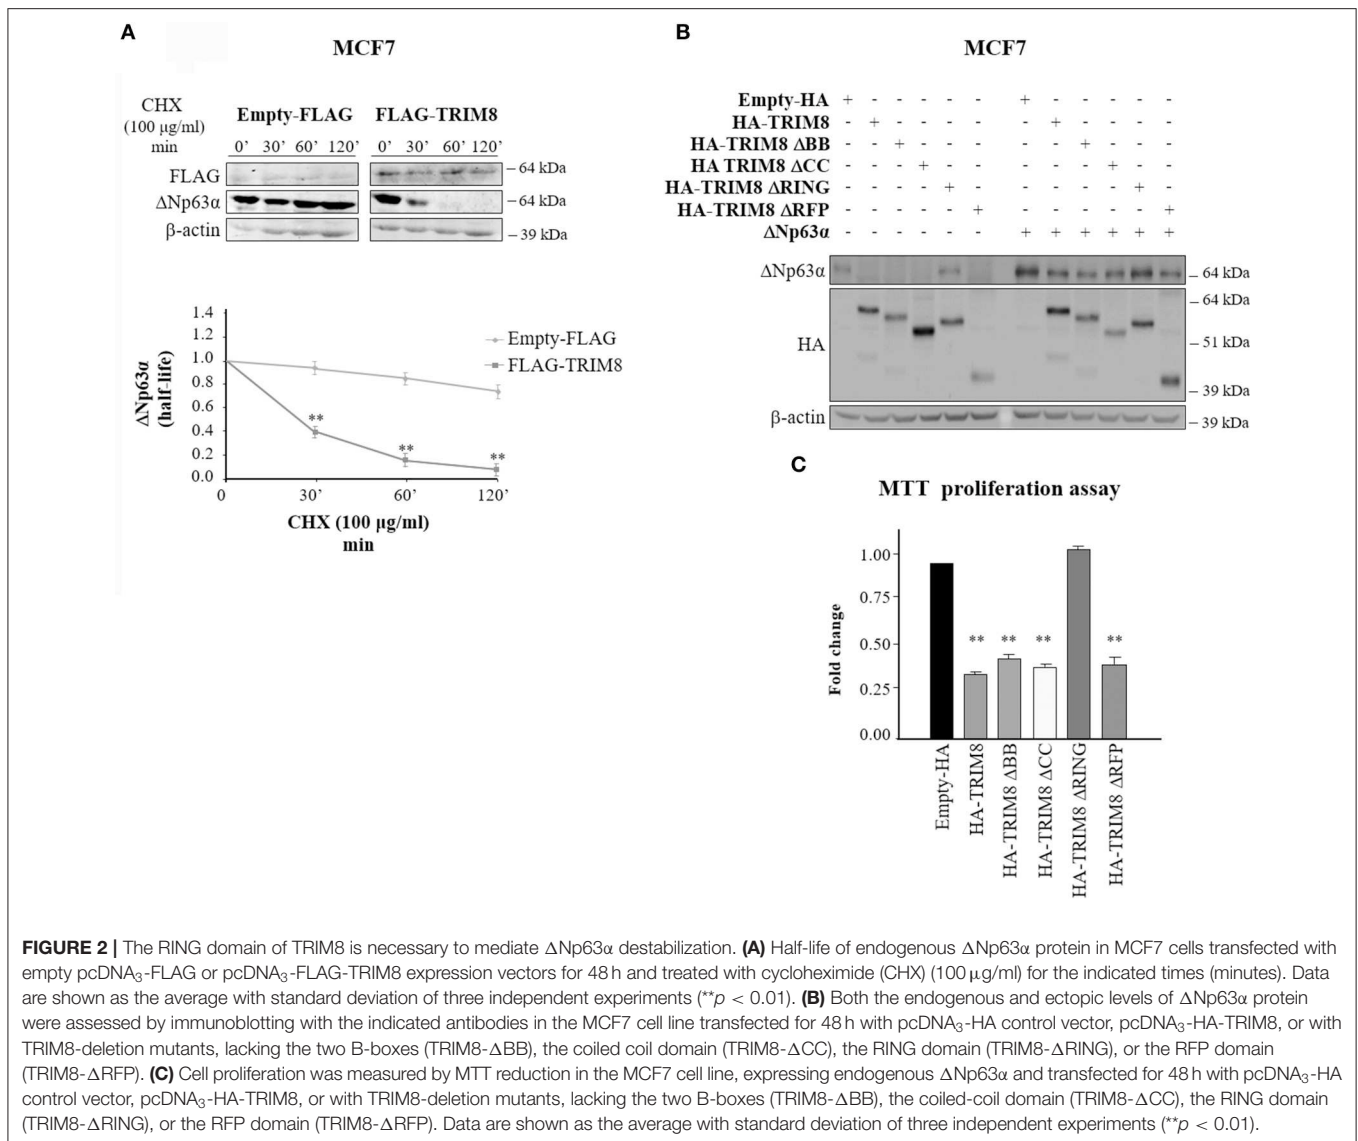 A
MCF7
CHX
(100 µg/ml)
min
Empty-FLAG
FLAG-TRIM8
0' 30' 60' 120'
0' 30' 60' 120'
FLAG
– 64 kDa
ΔNp63α
– 64 kDa
β-actin
– 39 kDa
1.4
1.2
1.0
0.8
0.6
0.4
0.2
0.0
ΔNp63α
(half-life)
Empty-FLAG
FLAG-TRIM8
**
**
**
0 30' 60' 120'
CHX (100 µg/ml)
min
B
MCF7
Empty-HA + - - - - - + - - - - -
HA-TRIM8 - + - - - - - + - - - -
HA-TRIM8 ΔBB - - + - - - - - + - - -
HA TRIM8 ΔCC - - - + - - - - - + - -
HA-TRIM8 ΔRING - - - - + - - - - - + -
HA-TRIM8 ΔRFP - - - - - + - - - - - +
ΔNp63α - - - - - - + + + + + +
ΔNp63α
– 64 kDa
HA
– 64 kDa
– 51 kDa
– 39 kDa
β-actin
– 39 kDa
C
MTT proliferation assay
Fold change
1.00
0.75
0.50
0.25
0.00
** ** ** **
Empty-HA
HA-TRIM8
HA-TRIM8 ΔBB
HA-TRIM8 ΔCC
HA-TRIM8 ΔRING
HA-TRIM8 ΔRFP
FIGURE 2 | The RING domain of TRIM8 is necessary to mediate ΔNp63α destabilization. (A) Half-life of endogenous ΔNp63α protein in MCF7 cells transfected with
empty pcDNA₃-FLAG or pcDNA₃-FLAG-TRIM8 expression vectors for 48 h and treated with cycloheximide (CHX) (100 µg/ml) for the indicated times (minutes). Data
are shown as the average with standard deviation of three independent experiments (**p < 0.01). (B) Both the endogenous and ectopic levels of ΔNp63α protein
were assessed by immunoblotting with the indicated antibodies in the MCF7 cell line transfected for 48 h with pcDNA₃-HA control vector, pcDNA₃-HA-TRIM8, or with
TRIM8-deletion mutants, lacking the two B-boxes (TRIM8-ΔBB), the coiled coil domain (TRIM8-ΔCC), the RING domain (TRIM8-ΔRING), or the RFP domain
(TRIM8-ΔRFP). (C) Cell proliferation was measured by MTT reduction in the MCF7 cell line, expressing endogenous ΔNp63α and transfected for 48 h with pcDNA₃-HA
control vector, pcDNA₃-HA-TRIM8, or with TRIM8-deletion mutants, lacking the two B-boxes (TRIM8-ΔBB), the coiled-coil domain (TRIM8-ΔCC), the RING domain
(TRIM8-ΔRING), or the RFP domain (TRIM8-ΔRFP). Data are shown as the average with standard deviation of three independent experiments (**p < 0.01).